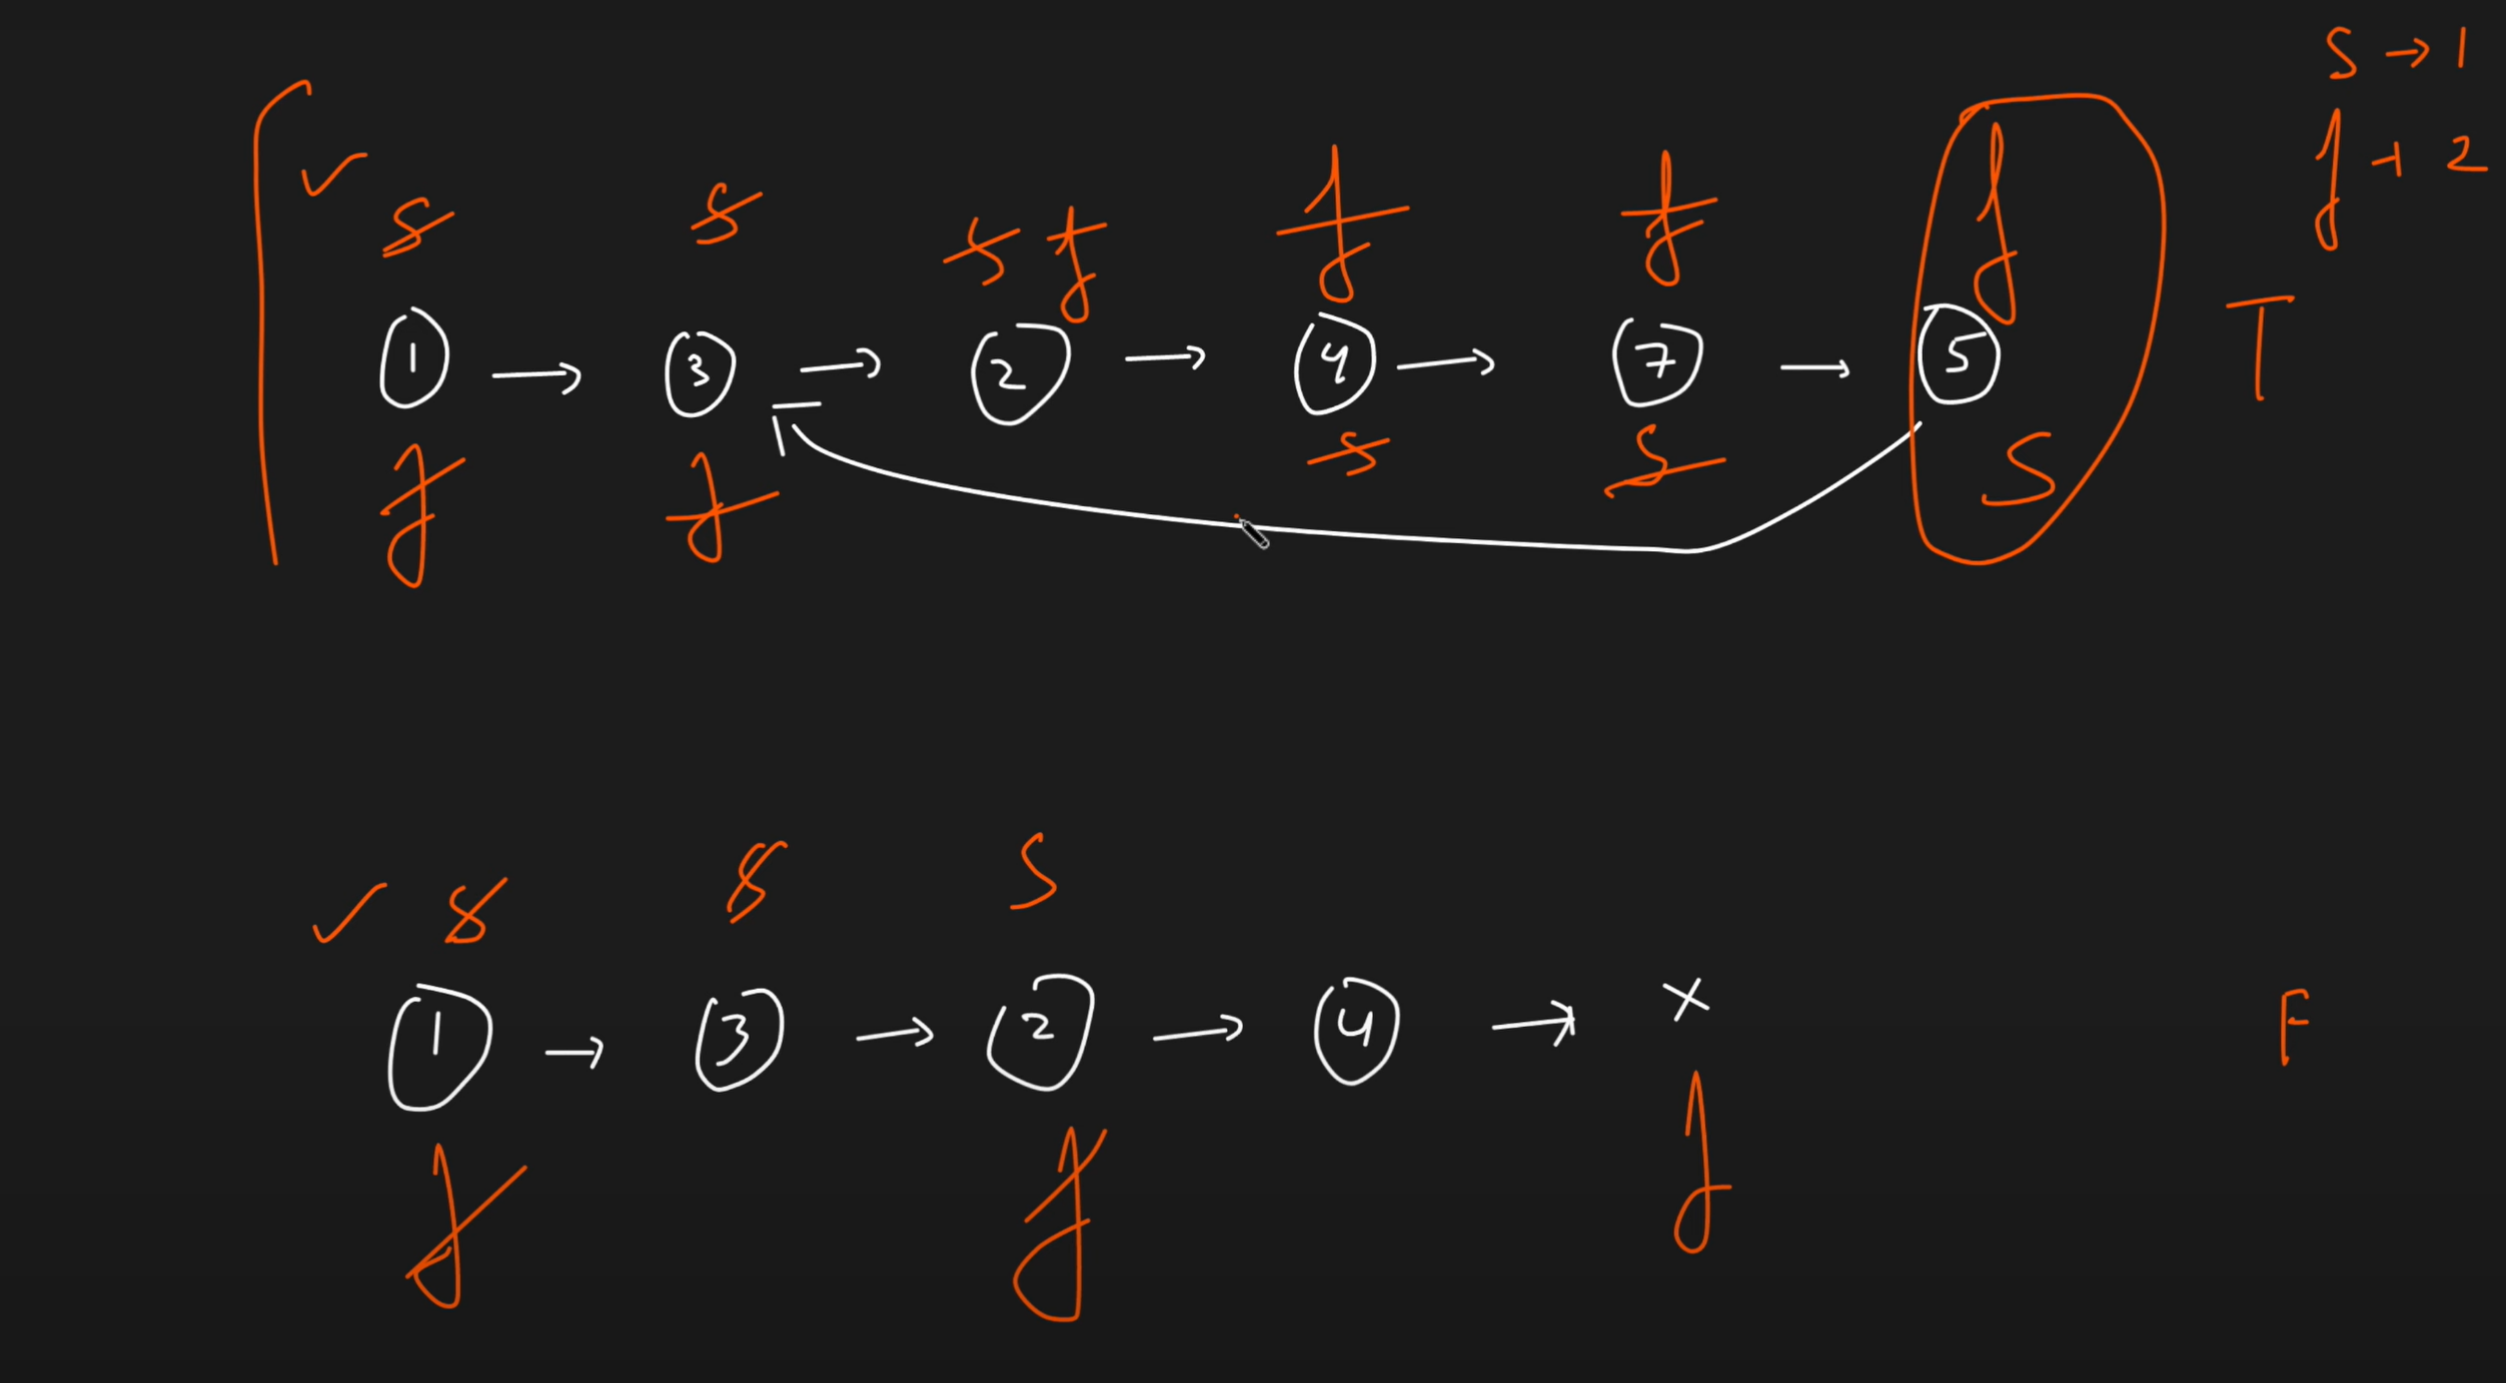 S → 1
f → 2
✓ s s s f f f f
1 → 3 → 2 → 4 → 7 → 5 T
f f s s s
✓ s s s
1 → 3 → 2 → 4 → × F
f f f